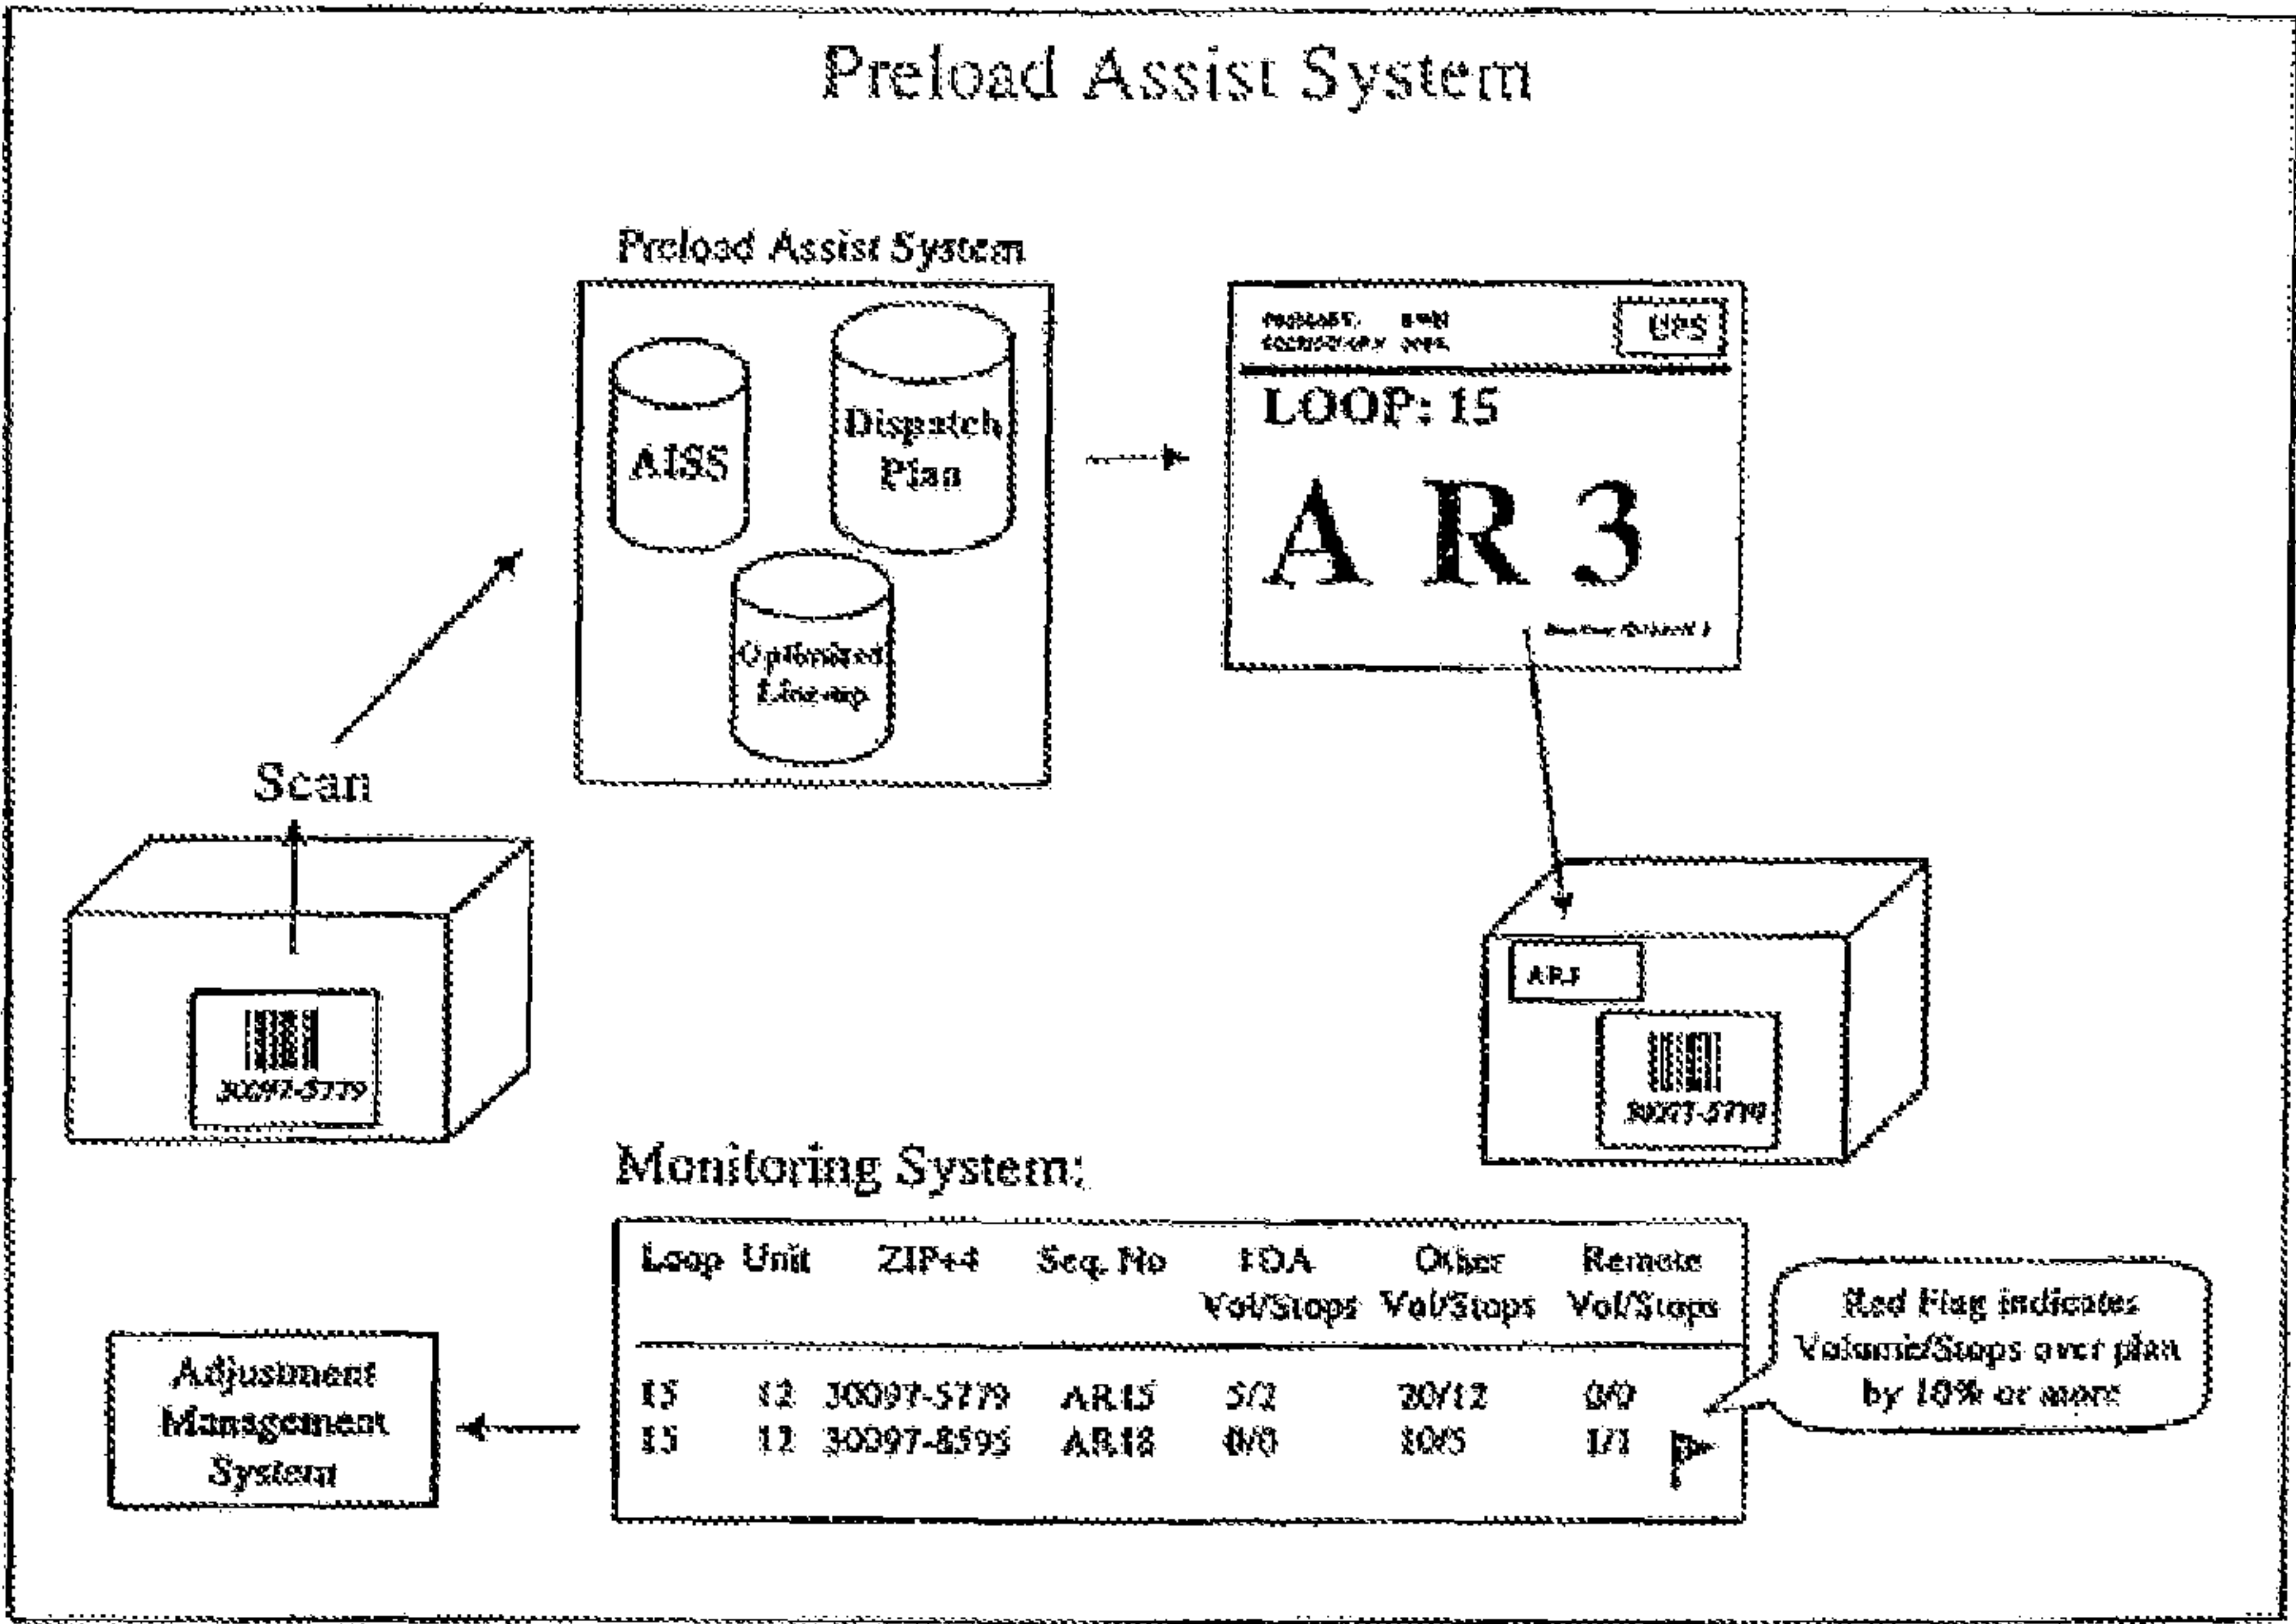 Preload Assist System
Preload Assist System
AISS
Dispatch
Plan
Optimized
Line-up
UPS
LOOP: 15
A R 3
Scan
30097-5779
AR3
30097-5779
Monitoring System:
Loop Unit ZIP+4 Seq. No Other Remote
Vol/Stops Vol/Stops Vol/Stops
15 12 30097-5779 AR15 5/2 20/12 0/0
15 12 30097-8595 AR18 0/0 10/5 1/1
Red Flag indicates
Volume/Stops over plan
by 10% or more
Adjustment
Management
System